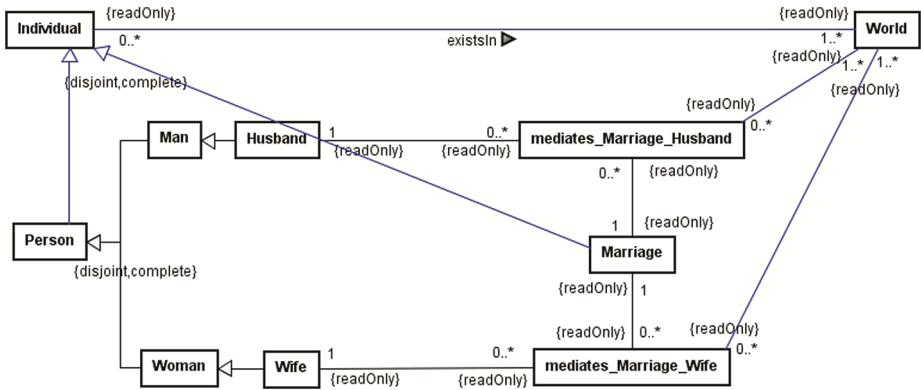 {readOnly}
{readOnly}
Individual
World
0..*
existsIn
1..*
{readOnly}
1..*
1..*
{disjoint,complete}
{readOnly}
{readOnly}
Man
Husband
1
0..*
mediates_Marriage_Husband
0..*
{readOnly}
{readOnly}
0..*
{readOnly}
Person
1
{readOnly}
Marriage
{disjoint,complete}
{readOnly}
1
{readOnly}
0..*
{readOnly}
Woman
Wife
1
0..*
mediates_Marriage_Wife
0..*
{readOnly}
{readOnly}